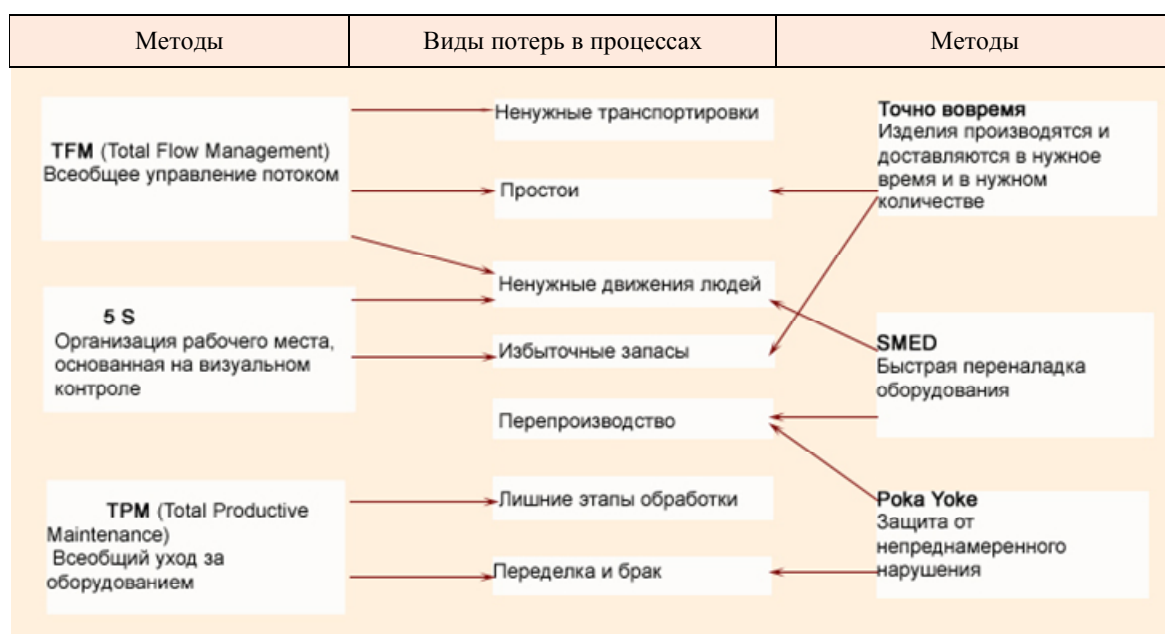 Методы
Виды потерь в процессах
Методы
TFM (Total Flow Management)
Всеобщее управление потоком
5 S
Организация рабочего места,
основанная на визуальном
контроле
TPM (Total Productive
Maintenance)
Всеобщий уход за
оборудованием
Ненужные транспортировки
Простои
Ненужные движения людей
Избыточные запасы
Перепроизводство
Лишние этапы обработки
Переделка и брак
Точно вовремя
Изделия производятся и
доставляются в нужное
время и в нужном
количестве
SMED
Быстрая переналадка
оборудования
Poka Yoke
Защита от
непреднамеренного
нарушения